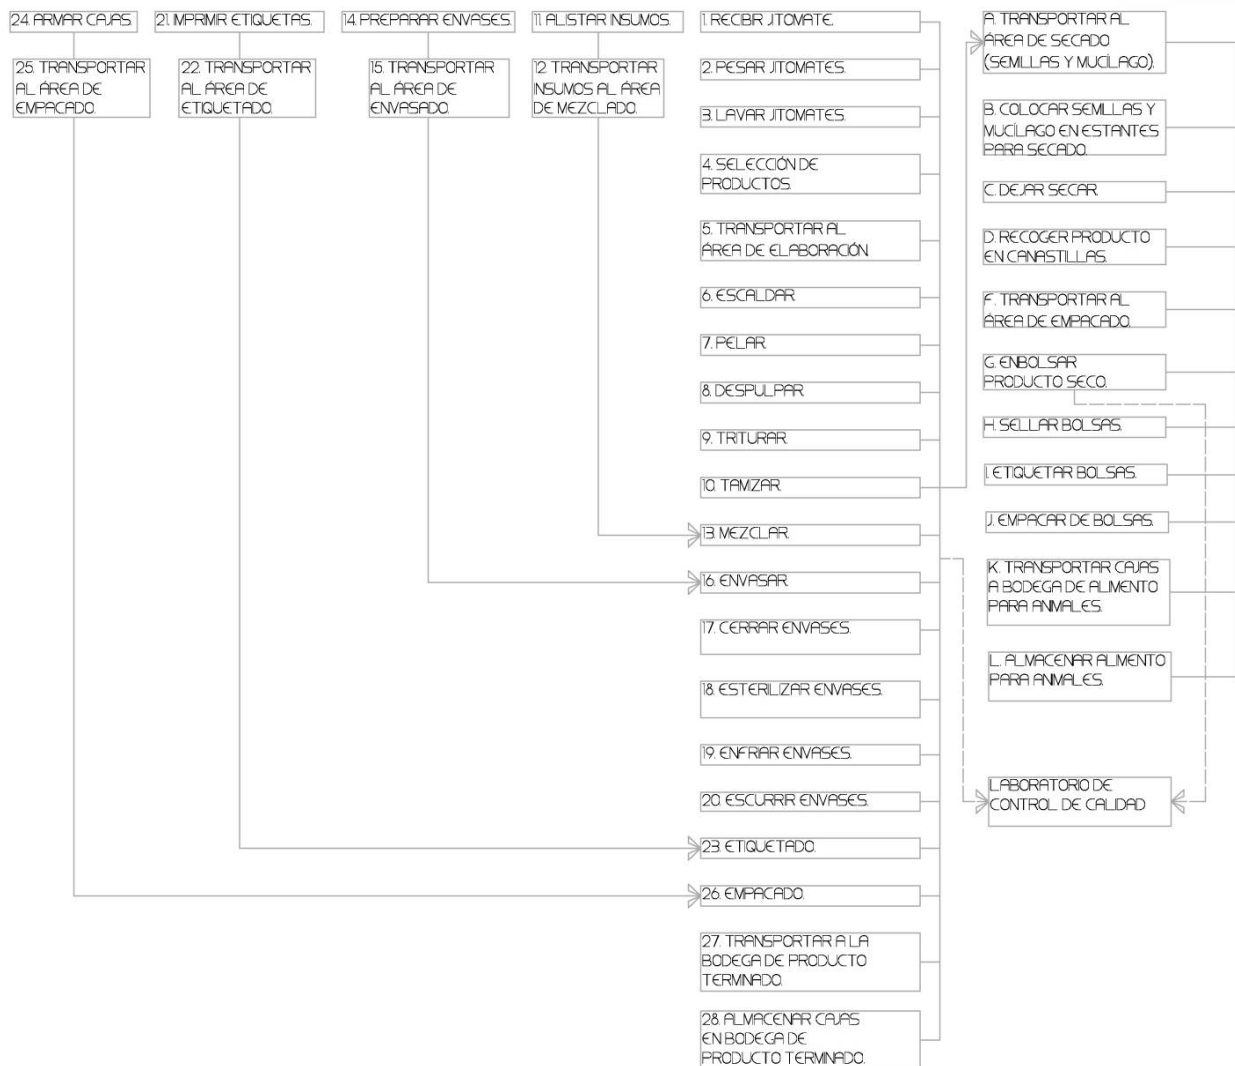 24. ARMAR CAJAS.
25. TRANSPORTAR
AL ÁREA DE
EMPACADO.
21. IMPRIMIR ETIQUETAS.
22. TRANSPORTAR
AL ÁREA DE
ETIQUETADO.
14. PREPARAR ENVASES.
15. TRANSPORTAR
AL ÁREA DE
ENVASADO.
11. ALISTAR INSUMOS.
12. TRANSPORTAR
INSUMOS AL ÁREA
DE MEZCLADO.
1. RECIBIR JITOMATE.
2. PESAR JITOMATES.
3. LAVAR JITOMATES.
4. SELECCIÓN DE
PRODUCTOS.
5. TRANSPORTAR AL
ÁREA DE ELABORACIÓN.
6. ESCALDAR.
7. PELAR.
8. DESPULPAR.
9. TRITURAR.
10. TAMIZAR.
13. MEZCLAR.
16. ENVASAR.
17. CERRAR ENVASES.
18. ESTERILIZAR ENVASES.
19. ENFRIAR ENVASES.
20. ESCURRIR ENVASES.
23. ETIQUETADO.
26. EMPACADO.
27. TRANSPORTAR A LA
BODEGA DE PRODUCTO
TERMINADO.
28. ALMACENAR CAJAS
EN BODEGA DE
PRODUCTO TERMINADO.
A. TRANSPORTAR AL
ÁREA DE SECADO
(SEMILLAS Y MUCÍLAGO).
B. COLOCAR SEMILLAS Y
MUCÍLAGO EN ESTANTES
PARA SECADO.
C. DEJAR SECAR.
D. RECOGER PRODUCTO
EN CANASTILLAS.
F. TRANSPORTAR AL
ÁREA DE EMPACADO.
G. ENBOLSAR
PRODUCTO SECO.
H. SELLAR BOLSAS.
I. ETIQUETAR BOLSAS.
J. EMPACAR DE BOLSAS.
K. TRANSPORTAR CAJAS
A BODEGA DE ALIMENTO
PARA ANIMALES.
L. ALMACENAR ALIMENTO
PARA ANIMALES.
LABORATORIO DE
CONTROL DE CALIDAD